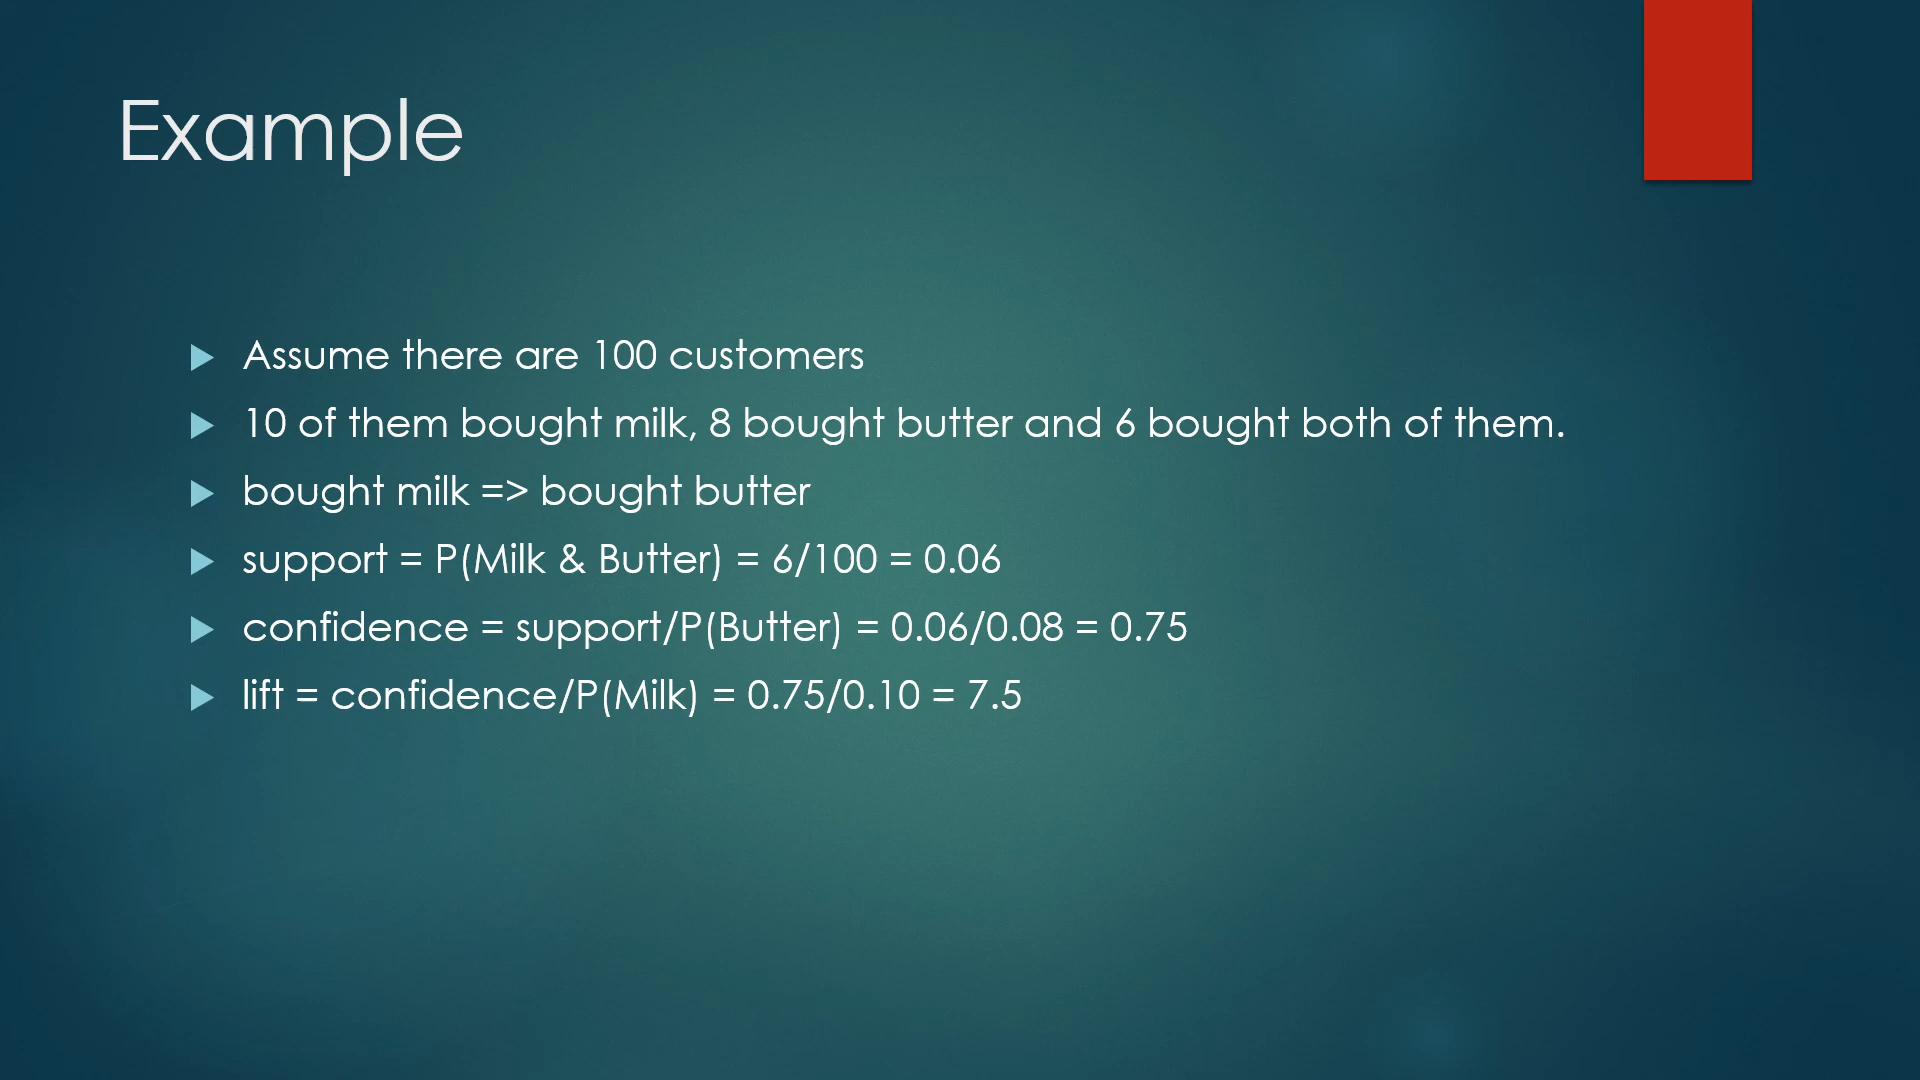 Example
Assume there are 100 customers
10 of them bought milk, 8 bought butter and 6 bought both of them.
bought milk => bought butter
support = P(Milk & Butter) = 6/100 = 0.06
confidence = support/P(Butter) = 0.06/0.08 = 0.75
lift = confidence/P(Milk) = 0.75/0.10 = 7.5